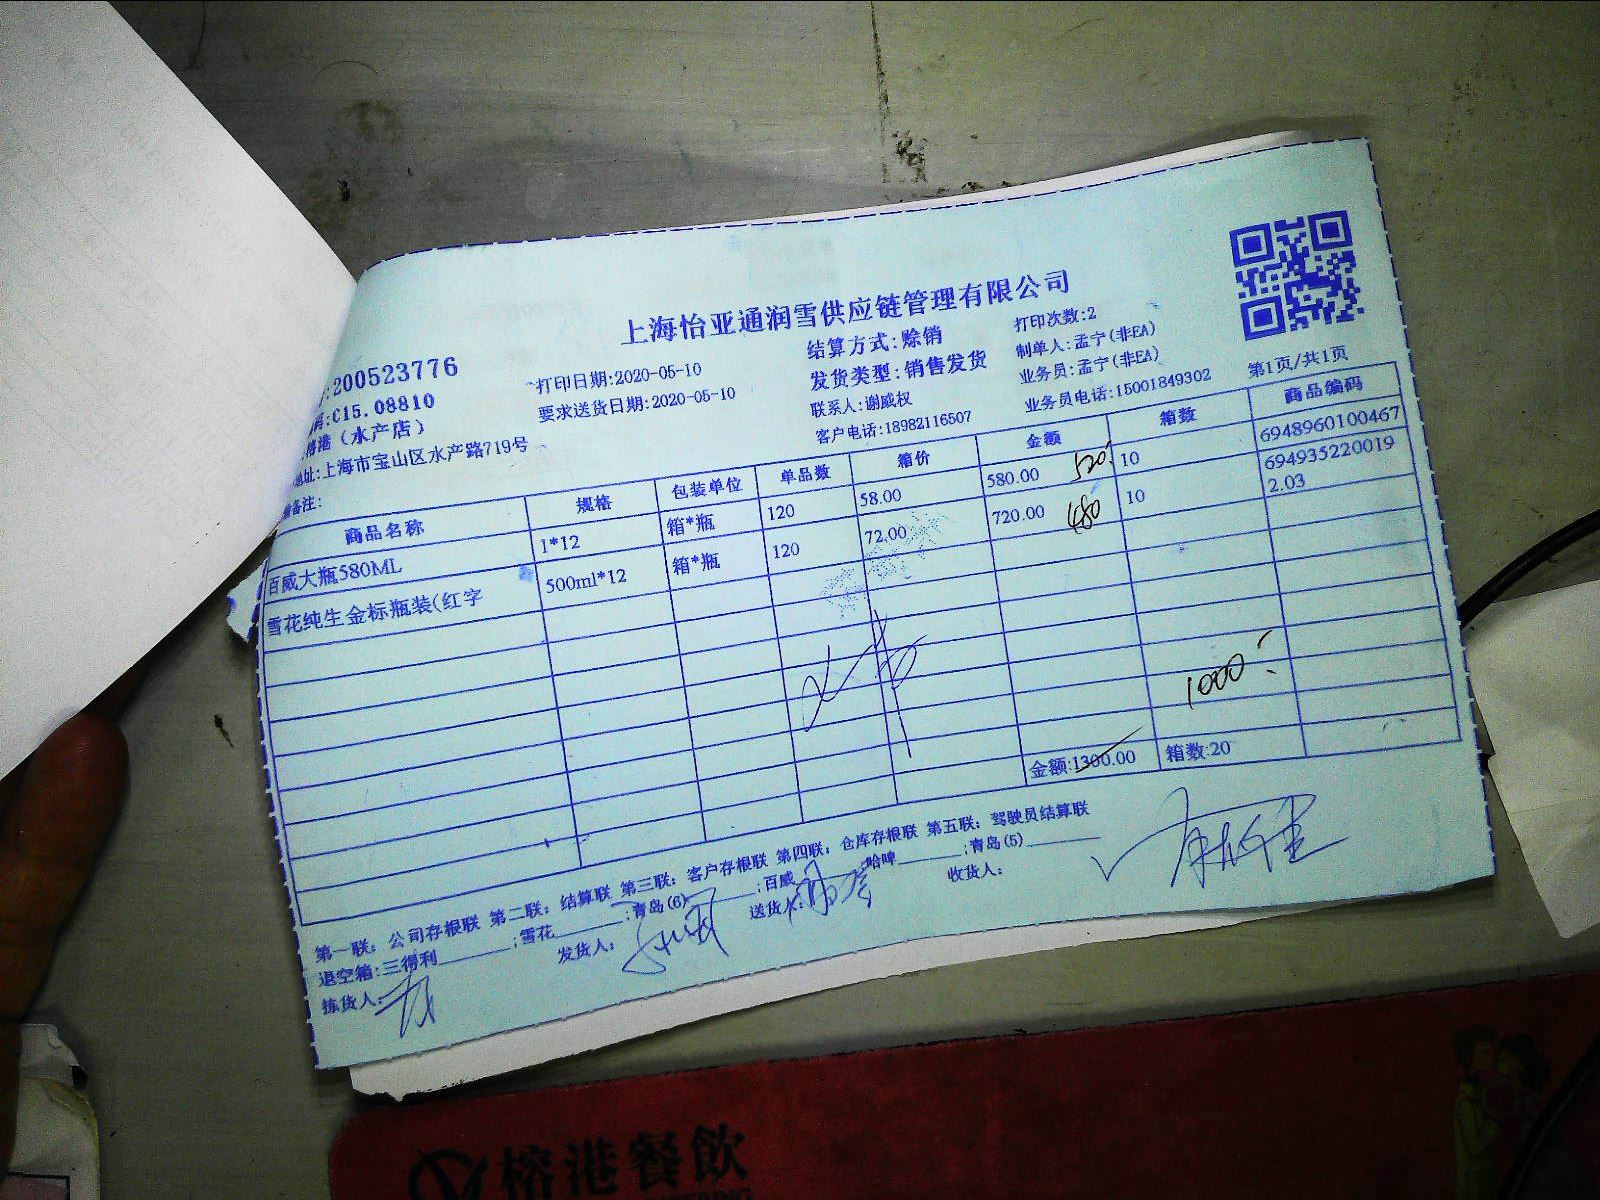 上海怡亚通润雪供应链管理有限公司
:200523776
打印日期:2020-05-10
结算方式:赊销
打印次数:2
:C15.08810
要求送货日期:2020-05-10
发货类型:销售发货
制单人:孟宁(非EA)
榕港(水产店)
联系人:谢威权
业务员:孟宁(非EA)
地址:上海市宝山区水产路719号
客户电话:18982116507
业务员电话:15001849302
第1页/共1页
备注:
商品名称 规格 包装单位 单品数 箱价 金额 箱数 商品编码
百威大瓶580ML 1*12 箱*瓶 120 58.00 580.00 520 10 6948960100467
雪花纯生金标瓶装(红字 500ml*12 箱*瓶 120 72.00 720.00 480 10 694935220019
2.03
1000
金额:1300.00 箱数:20
第一联:公司存根联 第二联:结算联 第三联:客户存根联 第四联:仓库存根联 第五联:驾驶员结算联
退空箱:三得利 ;雪花 ;青岛(6) ;百威 哈啤 ;青岛(5)
拣货人: 发货人: 送货人: 收货人:
榕港餐飲